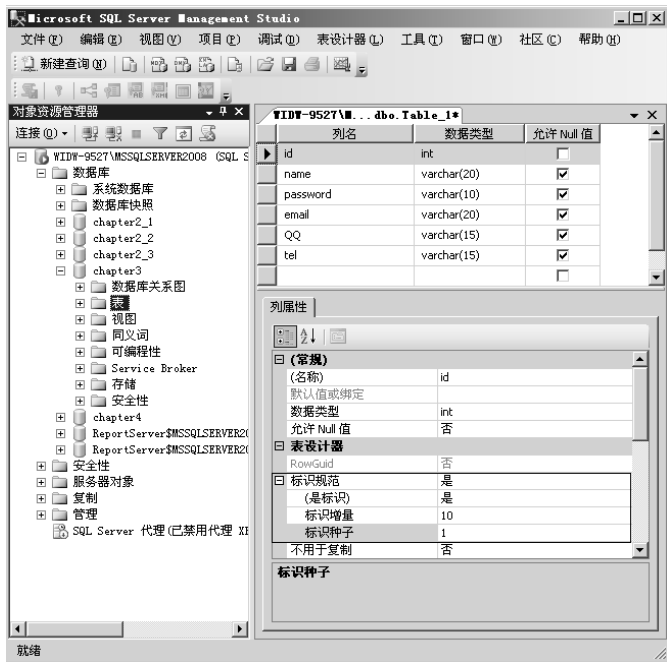 Microsoft SQL Server Management Studio
文件(F) 编辑(E) 视图(V) 项目(P) 调试(D) 表设计器(L) 工具(T) 窗口(W) 社区(C) 帮助(H)
新建查询(N)
对象资源管理器
连接(O)
WIDW-9527\MSSQLSERVER2008 (SQL S
数据库
系统数据库
数据库快照
chapter2_1
chapter2_2
chapter2_3
chapter3
数据库关系图
表
视图
同义词
可编程性
Service Broker
存储
安全性
chapter4
ReportServer$MSSQLSERVER20
ReportServer$MSSQLSERVER20
安全性
服务器对象
复制
管理
SQL Server 代理(已禁用代理 XP
WIDW-9527\M...dbo.Table_1*
列名 数据类型 允许 Null 值
id int
name varchar(20)
password varchar(10)
email varchar(20)
QQ varchar(15)
tel varchar(15)
列属性
(常规)
(名称) id
默认值或绑定
数据类型 int
允许 Null 值 否
表设计器
RowGuid 否
标识规范 是
(是标识) 是
标识增量 10
标识种子 1
不用于复制 否
标识种子
就绪